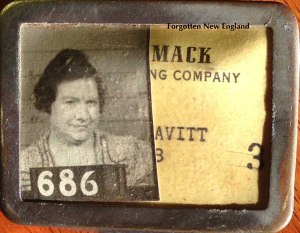 Forgotten New England
MACK
NG COMPANY
AVITT
3
3
686